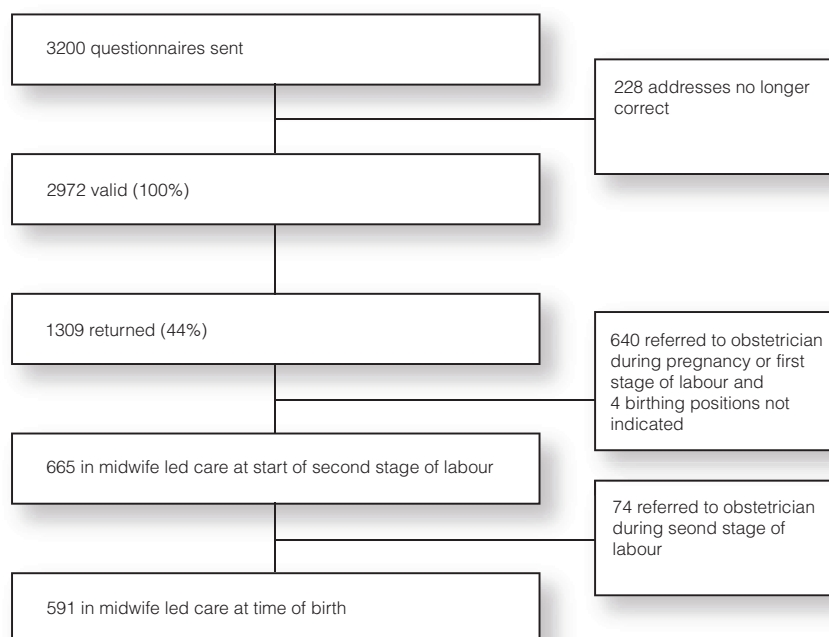 3200 questionnaires sent
228 addresses no longer
correct
2972 valid (100%)
1309 returned (44%)
640 referred to obstetrician
during pregnancy or first
stage of labour and
4 birthing positions not
indicated
665 in midwife led care at start of second stage of labour
74 referred to obstetrician
during seond stage of
labour
591 in midwife led care at time of birth